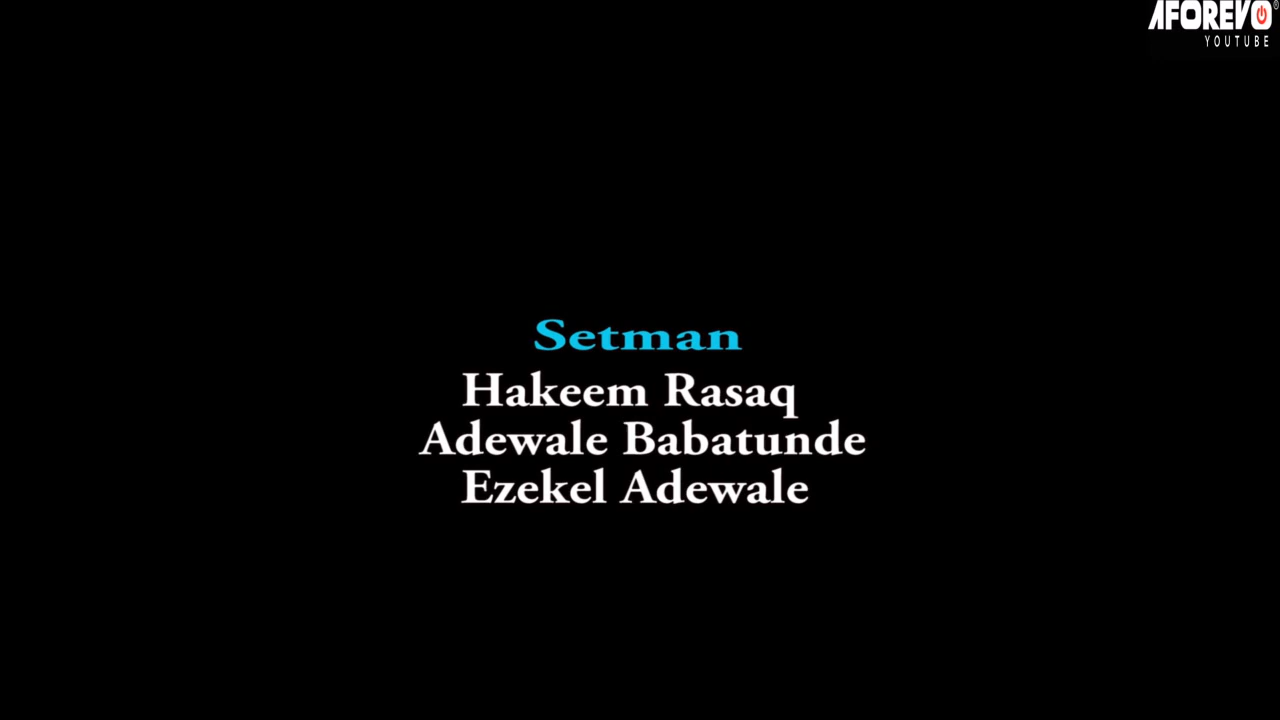 AFOREVO
YOUTUBE
Setman
Hakeem Rasaq
Adewale Babatunde
Ezekel Adewale